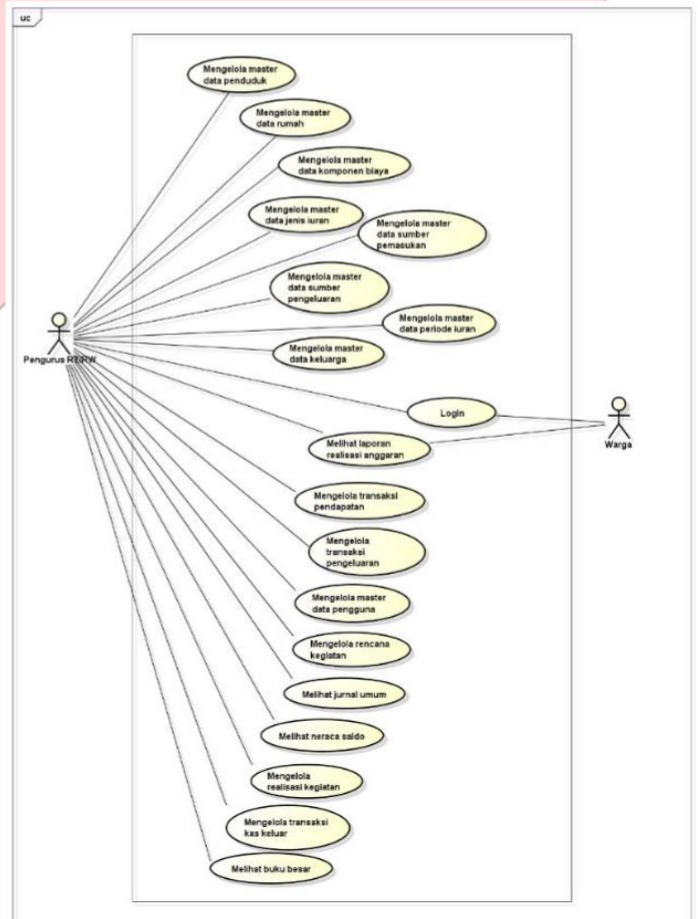 uc
Mengelola master
data penduduk
Mengelola master
data rumah
Mengelola master
data komponen biaya
Mengelola master
data jenis iuran
Mengelola master
data sumber
pemasukan
Mengelola master
data sumber
pengeluaran
Mengelola master
data periode iuran
Pengurus RT/RW
Mengelola master
data keluarga
Login
Warga
Melihat laporan
realisasi anggaran
Mengelola transaksi
pendapatan
Mengelola
transaksi
pengeluaran
Mengelola master
data pengguna
Mengelola rencana
kegiatan
Melihat jurnal umum
Melihat neraca saldo
Mengelola
realisasi kegiatan
Mengelola transaksi
kas keluar
Melihat buku besar